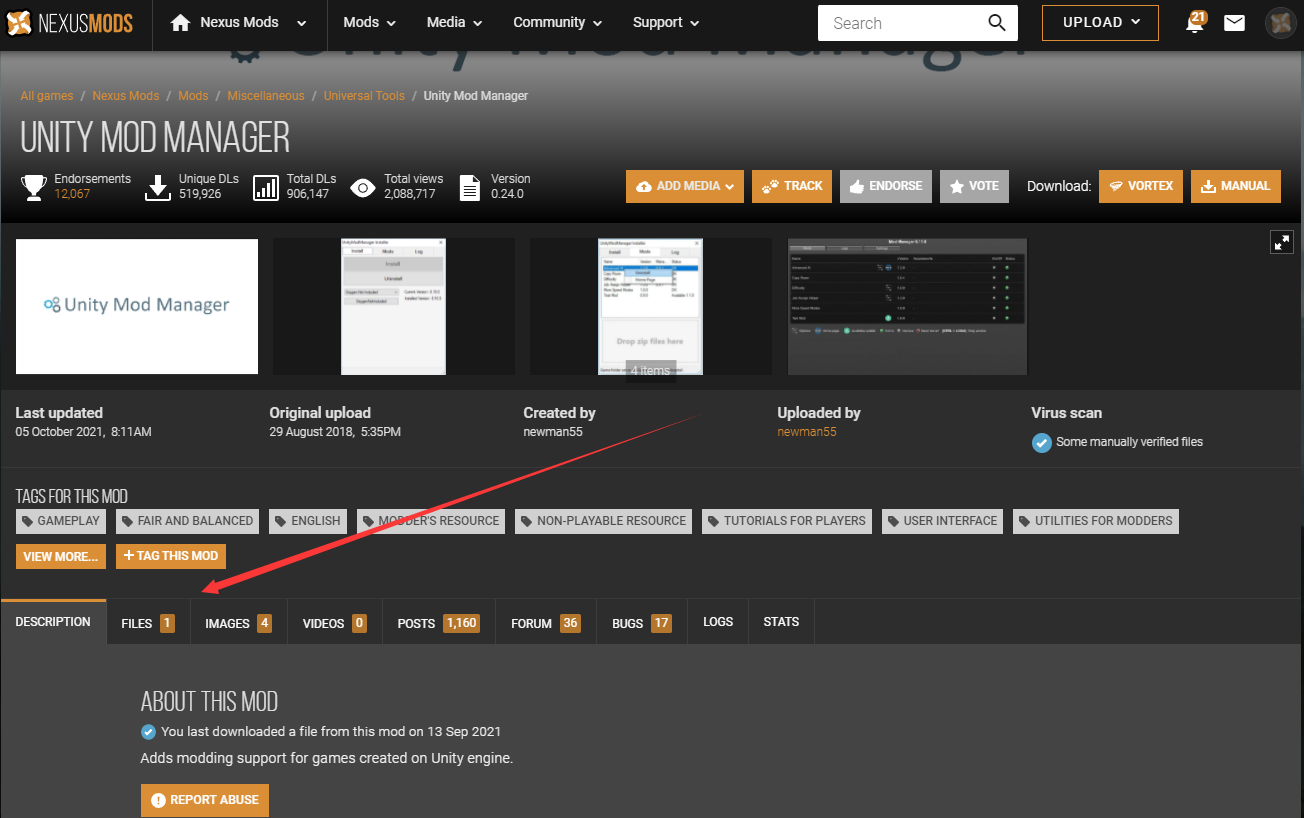 NEXUSMODS
Nexus Mods
Mods
Media
Community
Support
Search
UPLOAD
21
All games / Nexus Mods / Mods / Miscellaneous / Universal Tools / Unity Mod Manager
UNITY MOD MANAGER
Endorsements
12,067
Unique DLs
519,926
Total DLs
906,147
Total views
2,088,717
Version
0.24.0
ADD MEDIA
TRACK
ENDORSE
VOTE
Download:
VORTEX
MANUAL
Unity Mod Manager
Install
Uninstall
Drop zip files here
4 items
Last updated
05 October 2021, 8:11AM
Original upload
29 August 2018, 5:35PM
Created by
newman55
Uploaded by
newman55
Virus scan
Some manually verified files
TAGS FOR THIS MOD
GAMEPLAY
FAIR AND BALANCED
ENGLISH
MODDER'S RESOURCE
NON-PLAYABLE RESOURCE
TUTORIALS FOR PLAYERS
USER INTERFACE
UTILITIES FOR MODDERS
VIEW MORE...
+ TAG THIS MOD
DESCRIPTION
FILES 1
IMAGES 4
VIDEOS 0
POSTS 1,160
FORUM 36
BUGS 17
LOGS
STATS
ABOUT THIS MOD
You last downloaded a file from this mod on 13 Sep 2021
Adds modding support for games created on Unity engine.
REPORT ABUSE